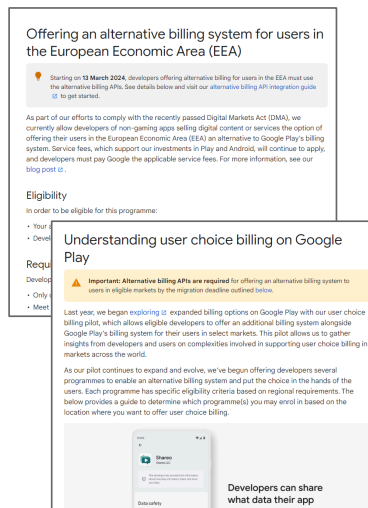 Offering an alternative billing system for users in
the European Economic Area (EEA)
Starting on 13 March 2024, developers offering alternative billing for users in the EEA must use
the alternative billing APIs. See details below and visit our alternative billing API integration guide
to get started.
As part of our efforts to comply with the recently passed Digital Markets Act (DMA), we
currently allow developers of non-gaming apps selling digital content or services the option of
offering their users in the European Economic Area (EEA) an alternative to Google Play's billing
system. Service fees, which support our investments in Play and Android, will continue to apply,
and developers must pay Google the applicable service fees. For more information, see our
blog post.
Eligibility
In order to be eligible for this programme:
• Your
• Devel
Requi
Develop
• Only
• Meet
Understanding user choice billing on Google
Play
Important: Alternative billing APIs are required for offering an alternative billing system to
users in eligible markets by the migration deadline outlined below.
Last year, we began exploring expanded billing options on Google Play with our user choice
billing pilot, which allows eligible developers to offer an additional billing system alongside
Google Play's billing system for their users in select markets. This pilot allows us to gather
insights from developers and users on complexities involved in supporting user choice billing in
markets across the world.
As our pilot continues to expand and evolve, we've begun offering developers several
programmes to enable an alternative billing system and put the choice in the hands of the
users. Each programme has specific eligibility criteria based on regional requirements. The
below provides a guide to determine which programme(s) you may enrol in based on the
location where you want to offer user choice billing.
Shareo
Data safety
Developers can share
what data their app